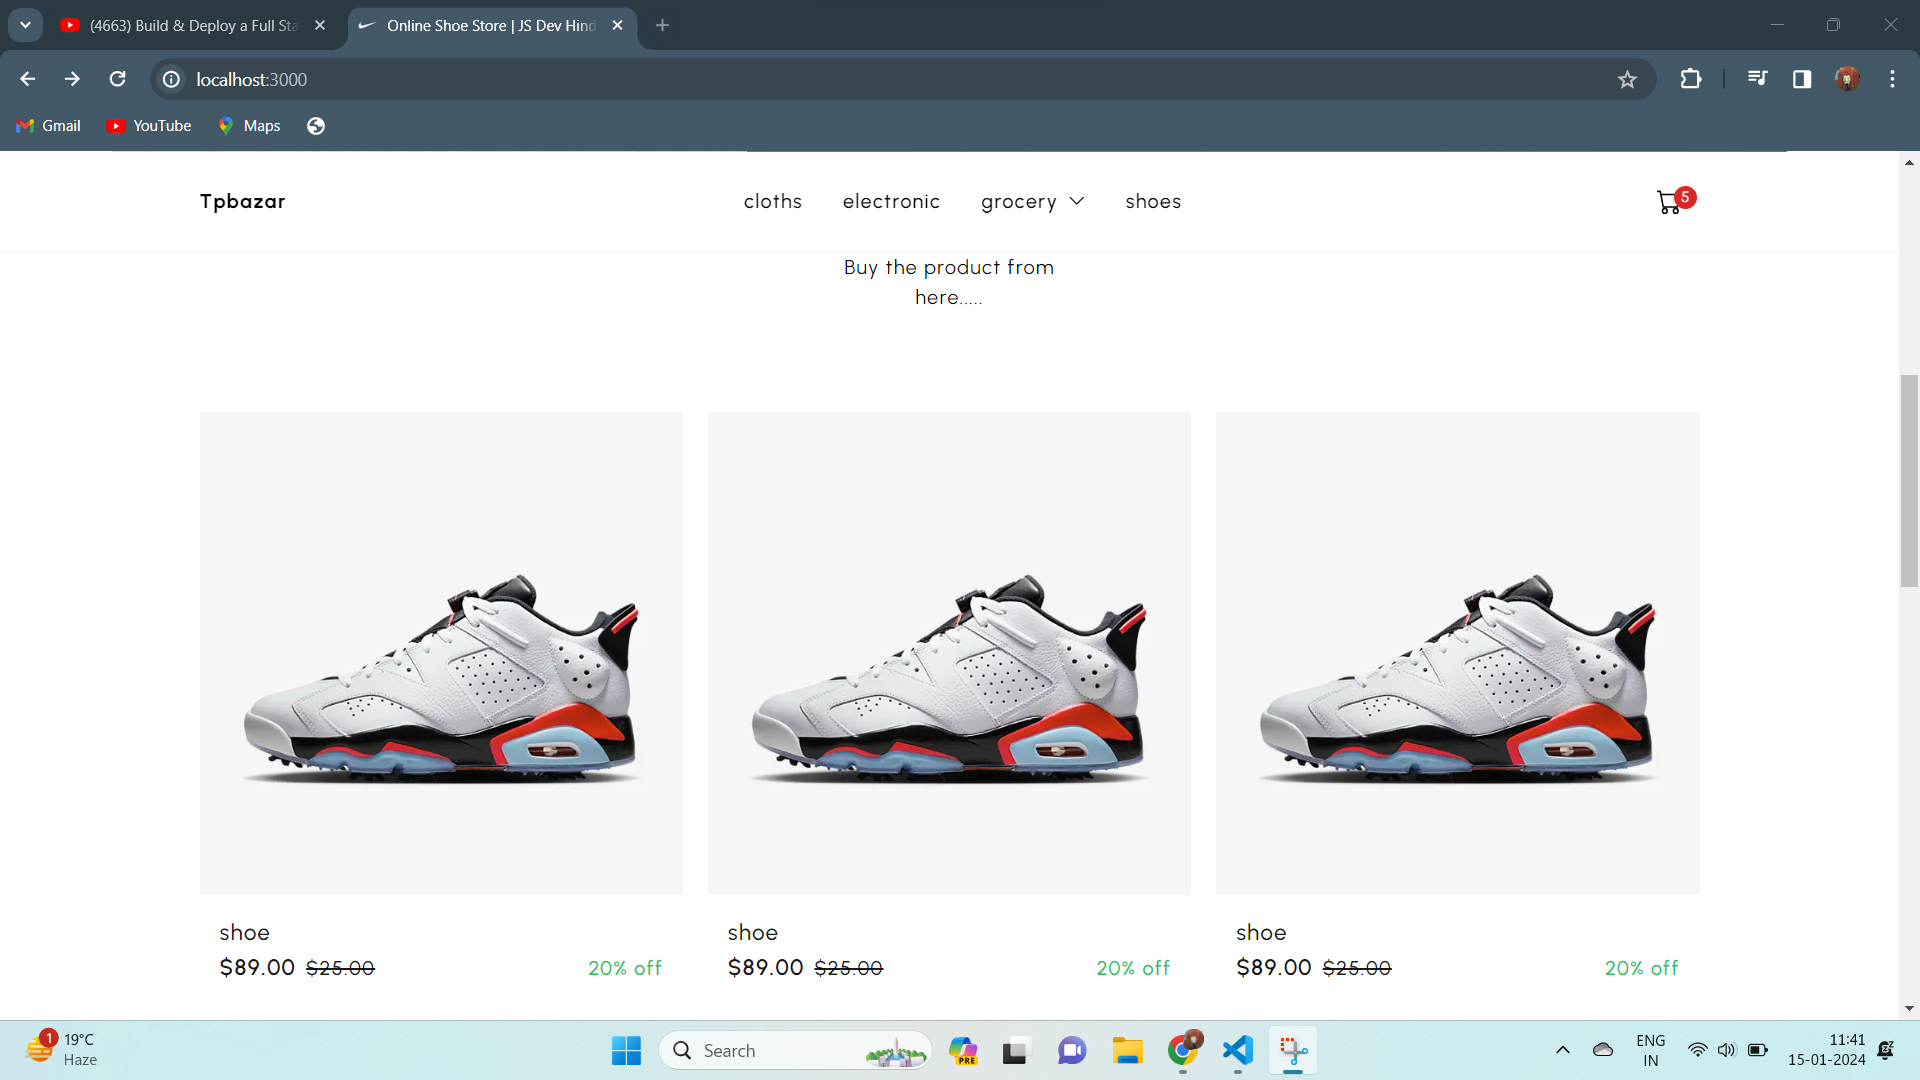 (4663) Build & Deploy a Full Sta
Online Shoe Store | JS Dev Hind
localhost:3000
Gmail
YouTube
Maps
Tpbazar
cloths
electronic
grocery
shoes
5
Buy the product from
here.....
shoe
$89.00 $25.00 20% off
shoe
$89.00 $25.00 20% off
shoe
$89.00 $25.00 20% off
1
19°C
Haze
Search
PRE
ENG
IN
11:41
15-01-2024